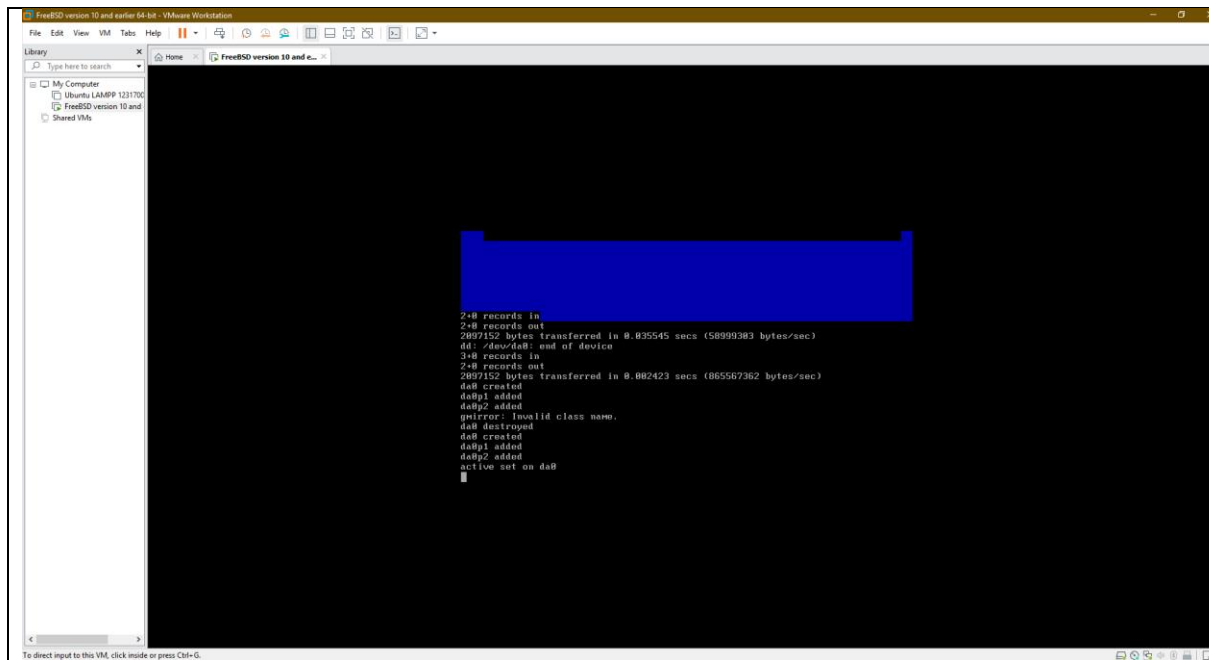 FreeBSD version 10 and earlier 64-bit - VMware Workstation
File Edit View VM Tabs Help
Library
Home
FreeBSD version 10 and e...
Type here to search
My Computer
Ubuntu LAMPP 1231700
FreeBSD version 10 and
Shared VMs
2+0 records in
2+0 records out
2097152 bytes transferred in 0.035545 secs (58999303 bytes/sec)
dd: /dev/da0: end of device
3+0 records in
2+0 records out
2097152 bytes transferred in 0.002423 secs (865567362 bytes/sec)
da0 created
da0p1 added
da0p2 added
gmirror: Invalid class name.
da0 destroyed
da0 created
da0p1 added
da0p2 added
active set on da0
To direct input to this VM, click inside or press Ctrl+G.